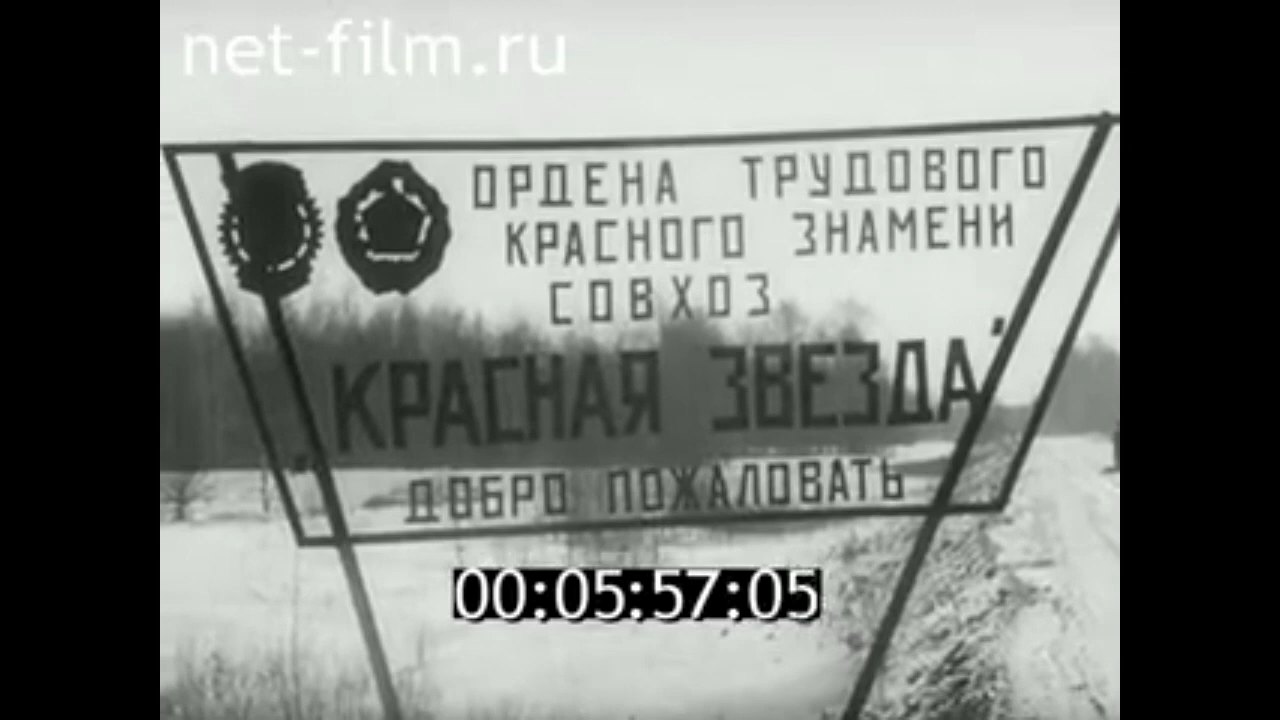 net-film.ru
ОРДЕНА ТРУДОВОГО
КРАСНОГО ЗНАМЕНИ
СОВХОЗ
"КРАСНАЯ ЗВЕЗДА"
ДОБРО ПОЖАЛОВАТЬ
00:05:57:05